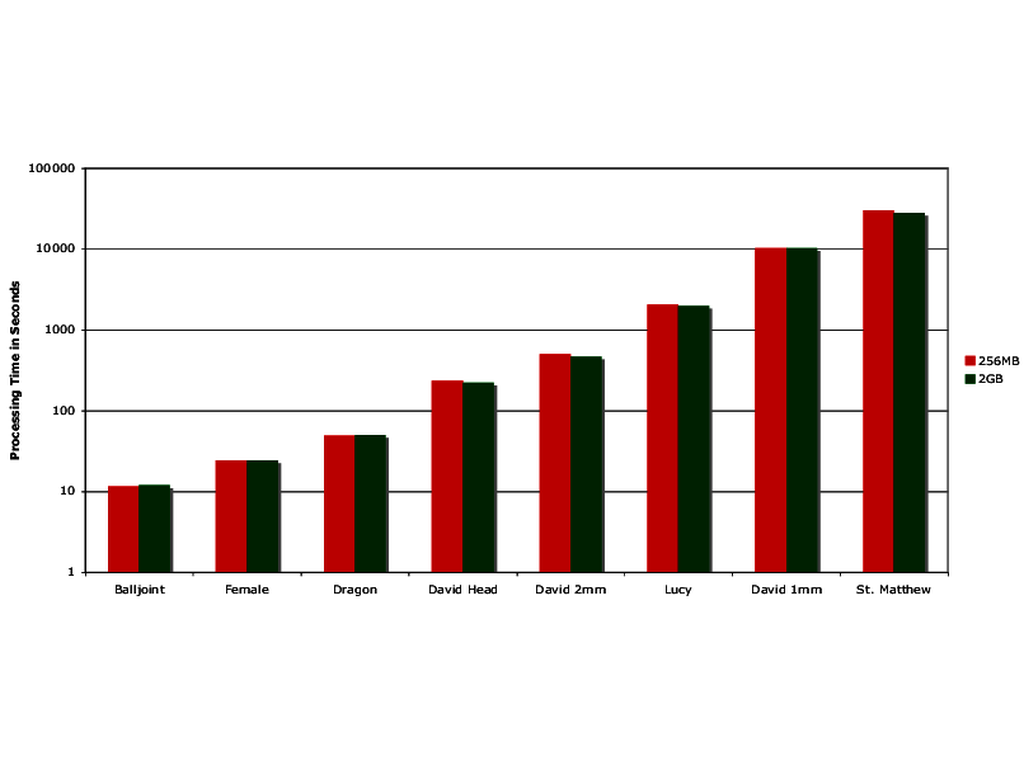 100000
10000
1000
100
10
1
Processing Time in Seconds
Balljoint Female Dragon David Head David 2mm Lucy David 1mm St. Matthew
256MB
2GB